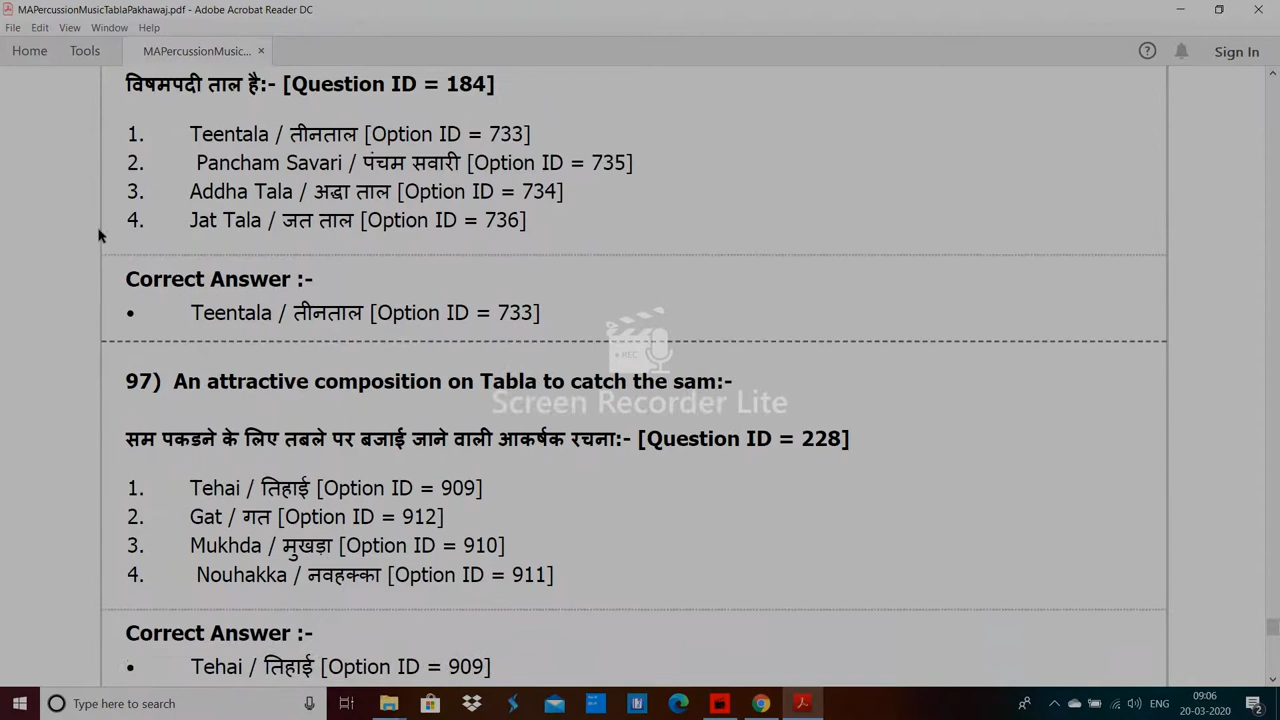 MAPercussionMusicTablaPakhawaj.pdf - Adobe Acrobat Reader DC
File Edit View Window Help
Home Tools MAPercussionMusic... × Sign In
विषमपदी ताल है:- [Question ID = 184]
1. Teentala / तीनताल [Option ID = 733]
2. Pancham Savari / पंचम सवारी [Option ID = 735]
3. Addha Tala / अद्धा ताल [Option ID = 734]
4. Jat Tala / जत ताल [Option ID = 736]
Correct Answer :-
• Teentala / तीनताल [Option ID = 733]
REC
Screen Recorder Lite
97) An attractive composition on Tabla to catch the sam:-
सम पकडने के लिए तबले पर बजाई जाने वाली आकर्षक रचना:- [Question ID = 228]
1. Tehai / तिहाई [Option ID = 909]
2. Gat / गत [Option ID = 912]
3. Mukhda / मुखड़ा [Option ID = 910]
4. Nouhakka / नवहक्का [Option ID = 911]
Correct Answer :-
• Tehai / तिहाई [Option ID = 909]
Type here to search ENG 09:06
20-03-2020 2